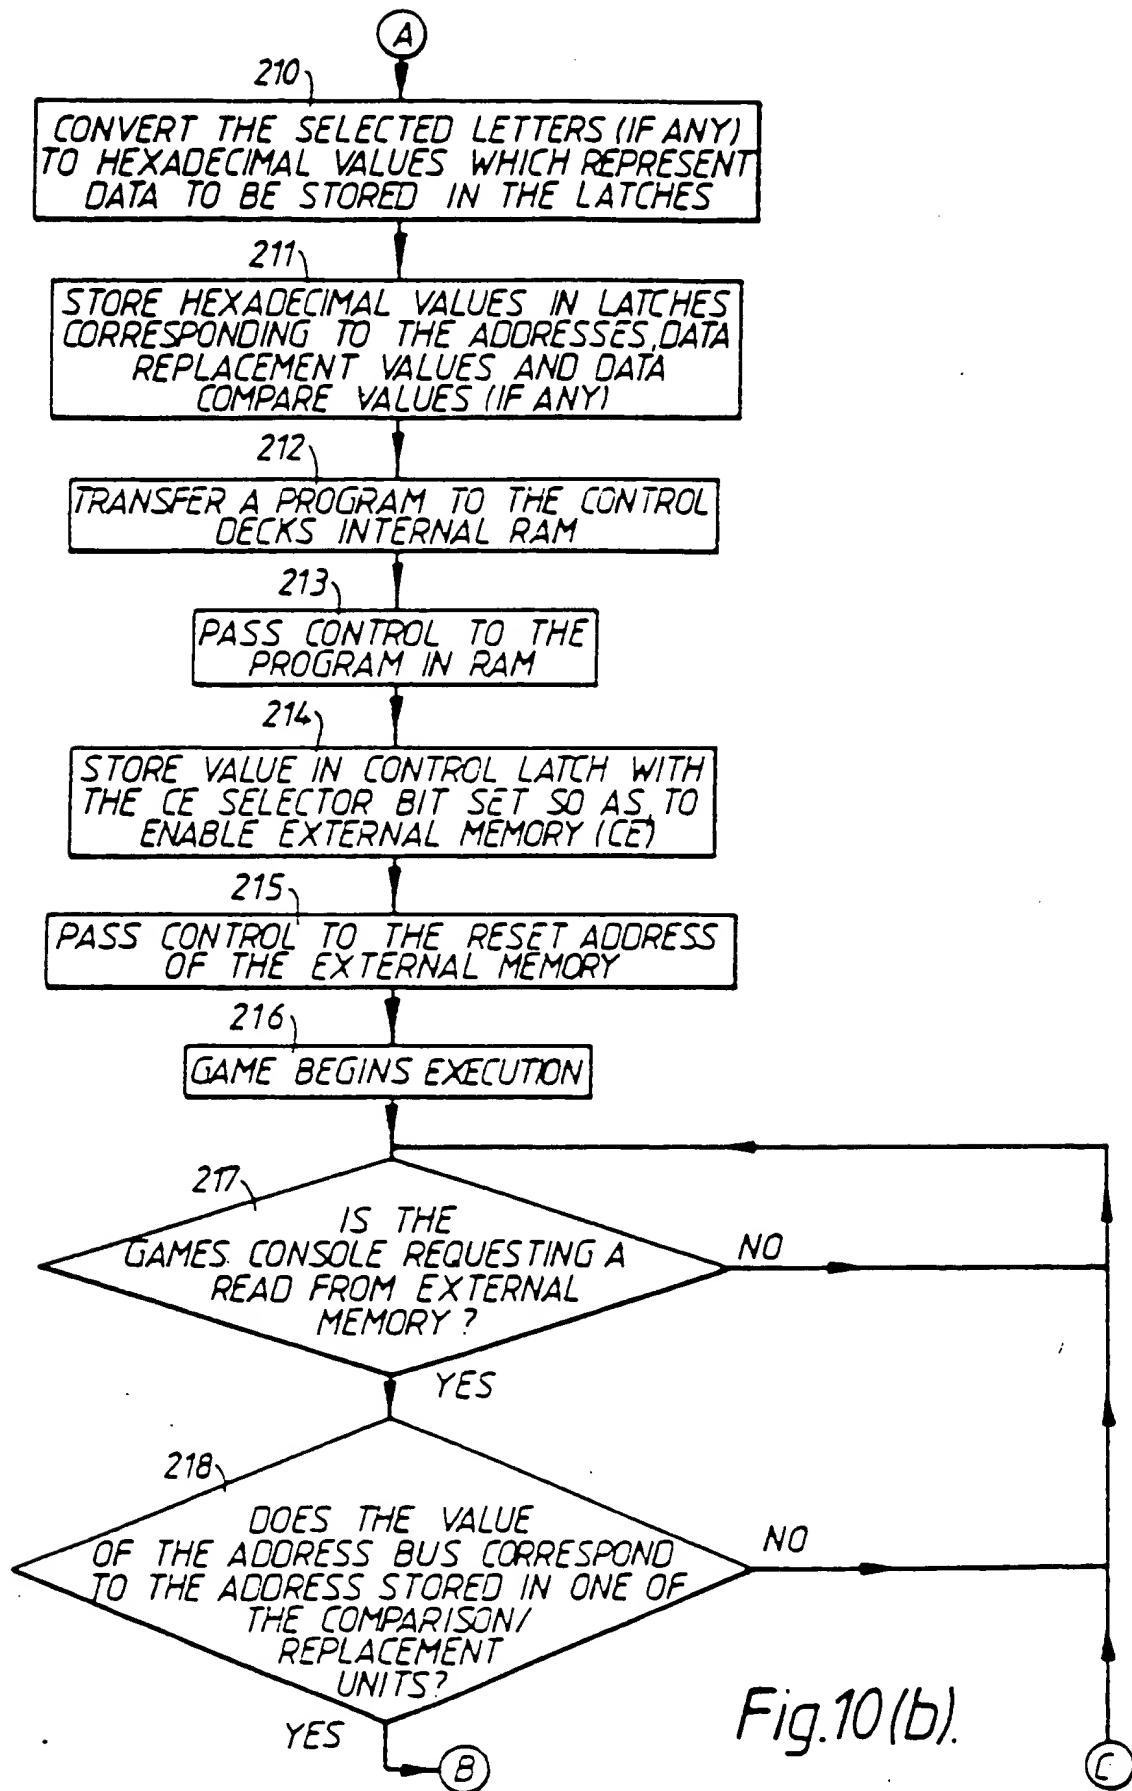 A
210
CONVERT THE SELECTED LETTERS (IF ANY)
TO HEXADECIMAL VALUES WHICH REPRESENT
DATA TO BE STORED IN THE LATCHES
211
STORE HEXADECIMAL VALUES IN LATCHES
CORRESPONDING TO THE ADDRESSES, DATA
REPLACEMENT VALUES AND DATA
COMPARE VALUES (IF ANY)
212
TRANSFER A PROGRAM TO THE CONTROL
DECKS INTERNAL RAM
213
PASS CONTROL TO THE
PROGRAM IN RAM
214
STORE VALUE IN CONTROL LATCH WITH
THE CE SELECTOR BIT SET SO AS, TO
ENABLE EXTERNAL MEMORY (CE)
215
PASS CONTROL TO THE RESET ADDRESS
OF THE EXTERNAL MEMORY
216
GAME BEGINS EXECUTION
217
IS THE
GAMES. CONSOLE REQUESTING A
READ FROM EXTERNAL
MEMORY ?
NO
YES
218
DOES THE VALUE
OF THE ADDRESS BUS CORRESPOND
TO THE ADDRESS STORED IN ONE OF
THE COMPARISON/
REPLACEMENT
UNITS?
NO
YES
B
Fig.10(b).
C